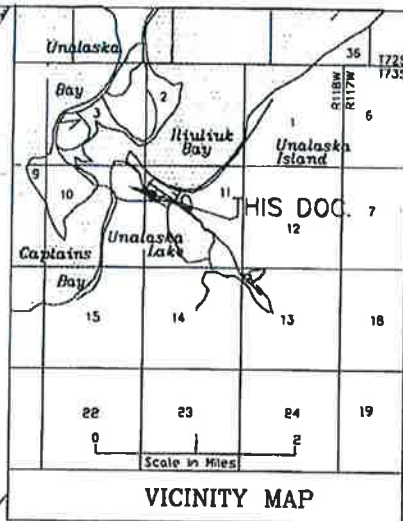 Unalaska
36 T72S
T73S
R118W
R117W
Bay
2
3
1
6
Iliuliuk
Bay
Unalaska
Island
9
10
11
THIS DOC.
7
12
Unalaska
Lake
Captains
Bay
15
14
13
18
22
23
24
19
0
2
Scale in Miles
VICINITY MAP